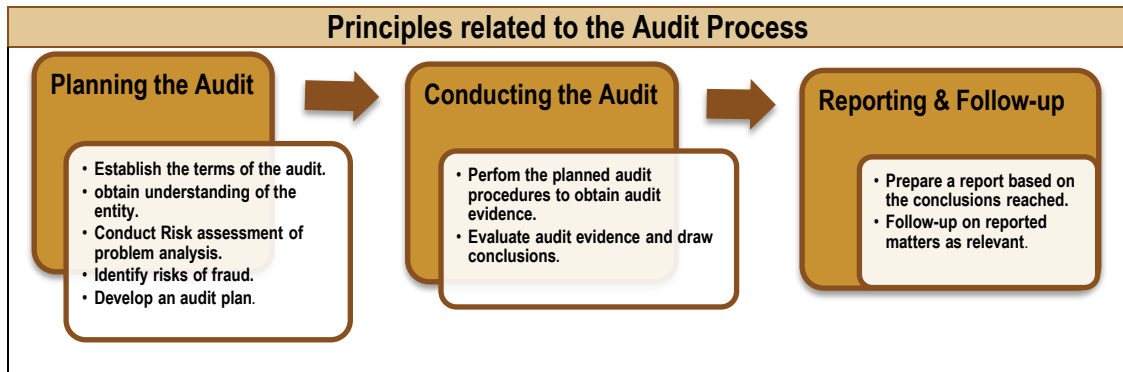 Principles related to the Audit Process
Planning the Audit
• Establish the terms of the audit.
• obtain understanding of the
entity.
• Conduct Risk assessment of
problem analysis.
• Identify risks of fraud.
• Develop an audit plan.
Conducting the Audit
• Perfom the planned audit
procedures to obtain audit
evidence.
• Evaluate audit evidence and draw
conclusions.
Reporting & Follow-up
• Prepare a report based on
the conclusions reached.
• Follow-up on reported
matters as relevant.